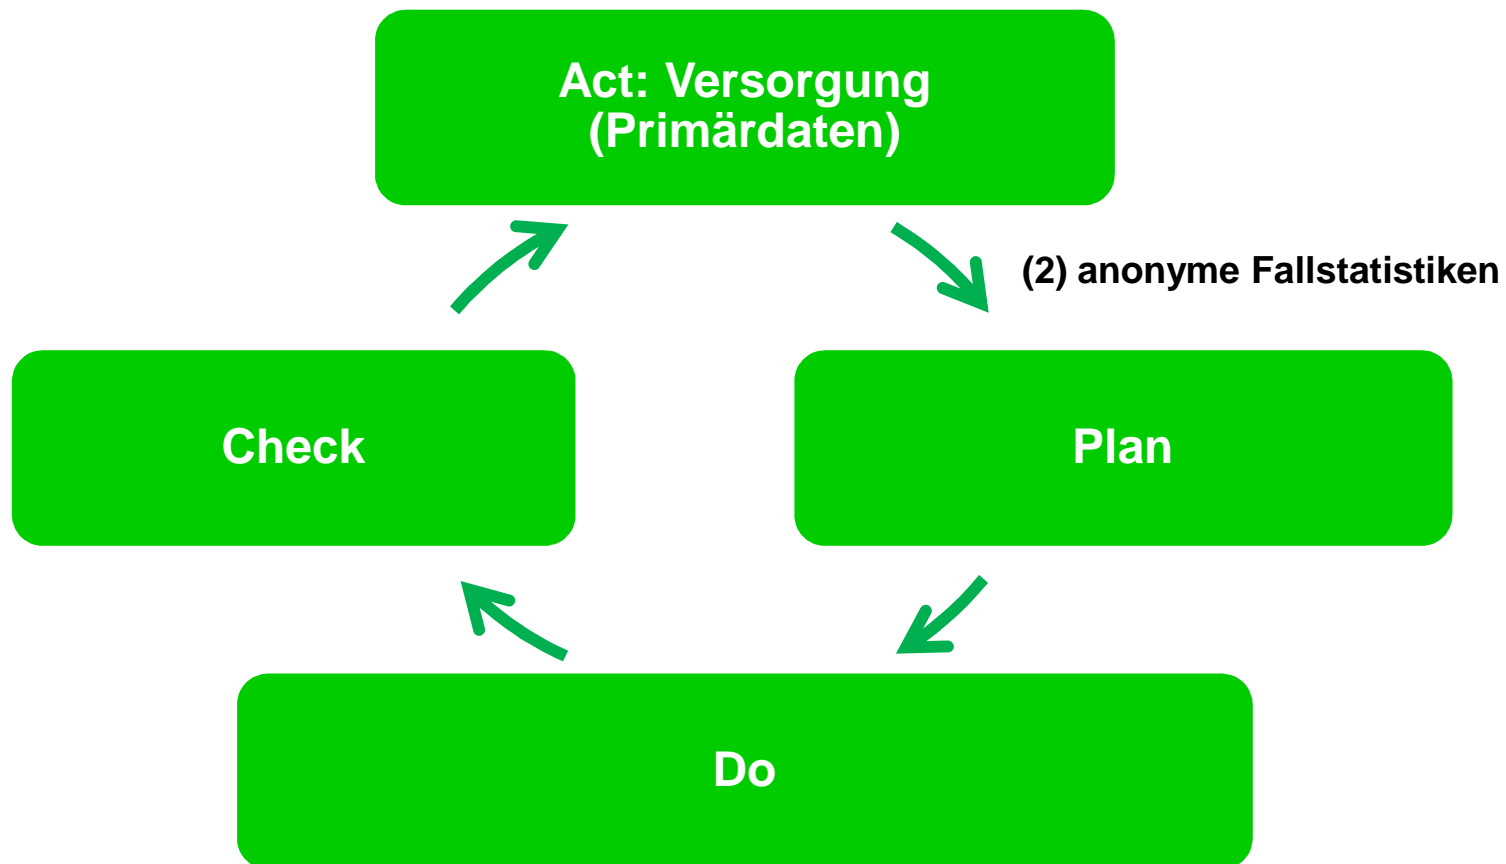 Act: Versorgung
(Primärdaten)
(2) anonyme Fallstatistiken
Check
Plan
Do